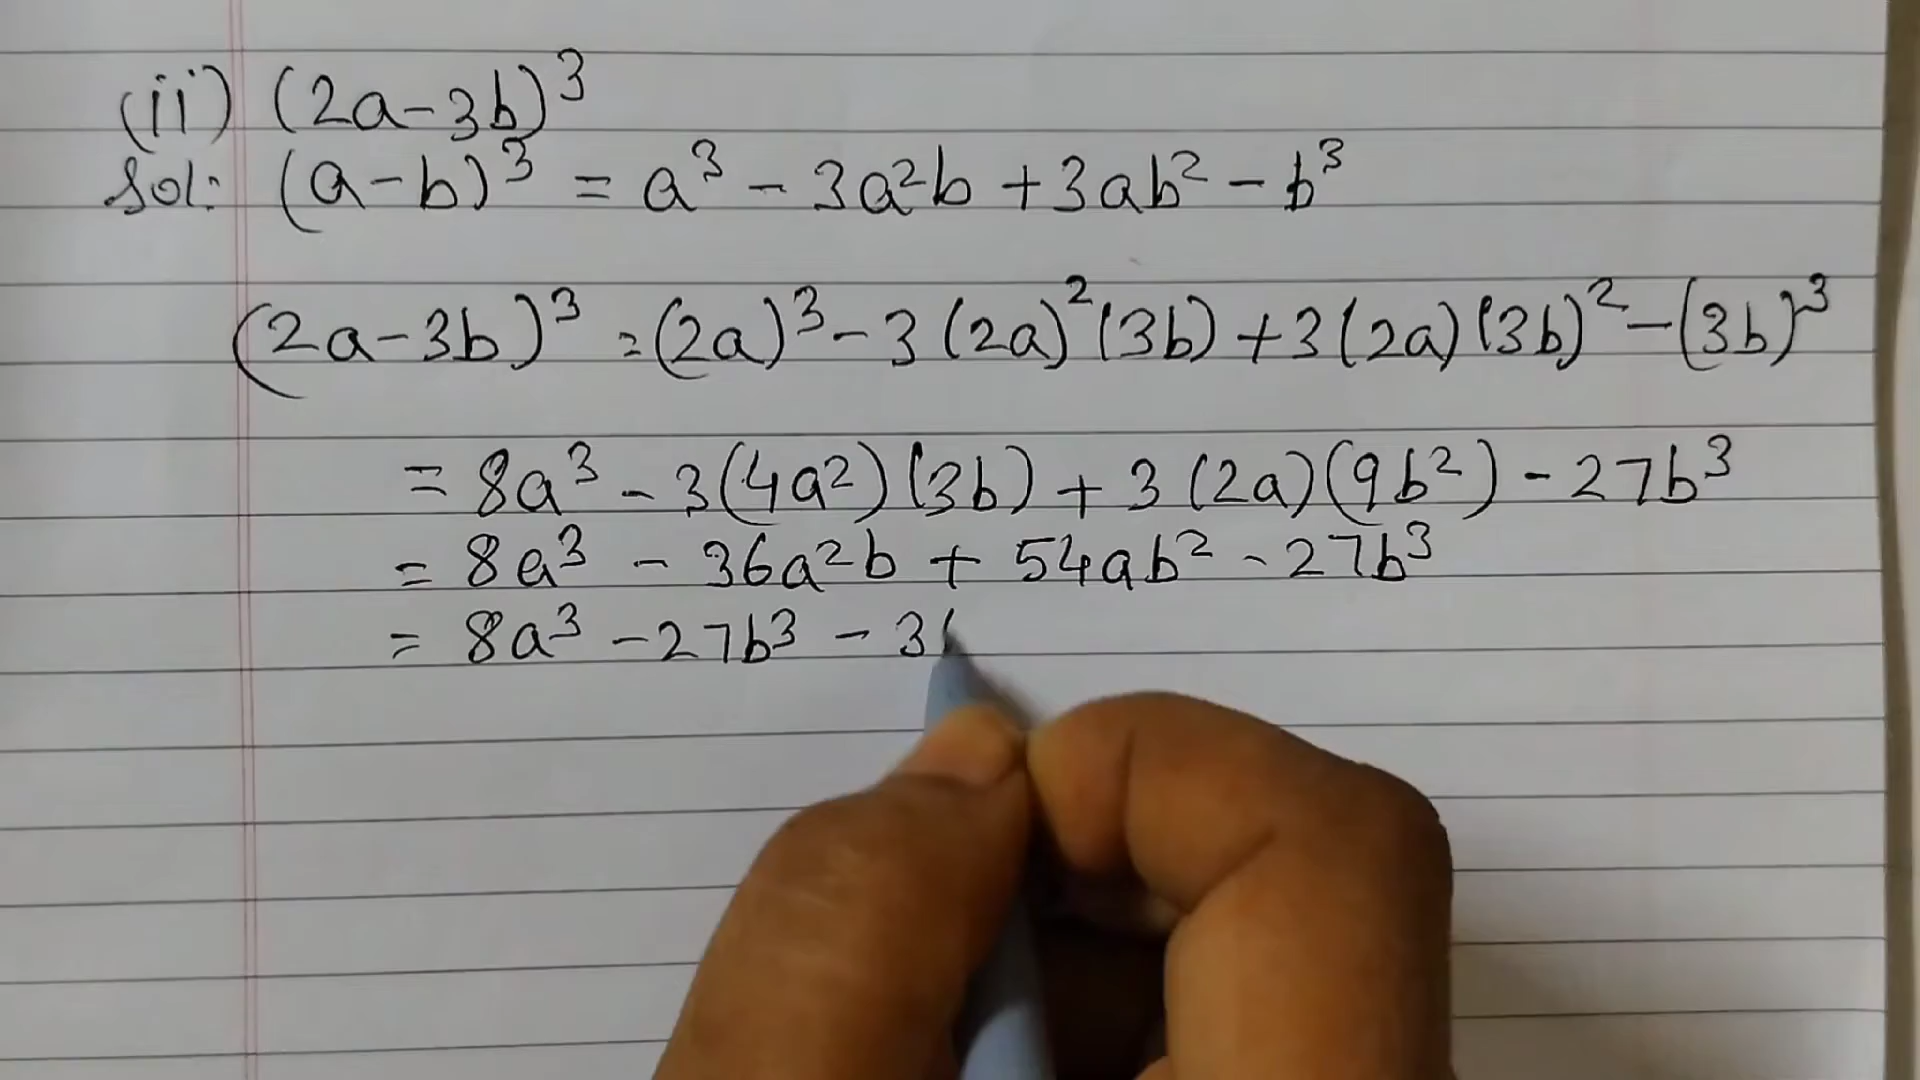 (ii) (2a-3b)³
Sol: (a-b)³ = a³ - 3a²b + 3ab² - b³
(2a-3b)³ = (2a)³ - 3(2a)²(3b) + 3(2a)(3b)² - (3b)³
= 8a³ - 3(4a²)(3b) + 3(2a)(9b²) - 27b³
= 8a³ - 36a²b + 54ab² - 27b³
= 8a³ - 27b³ - 3